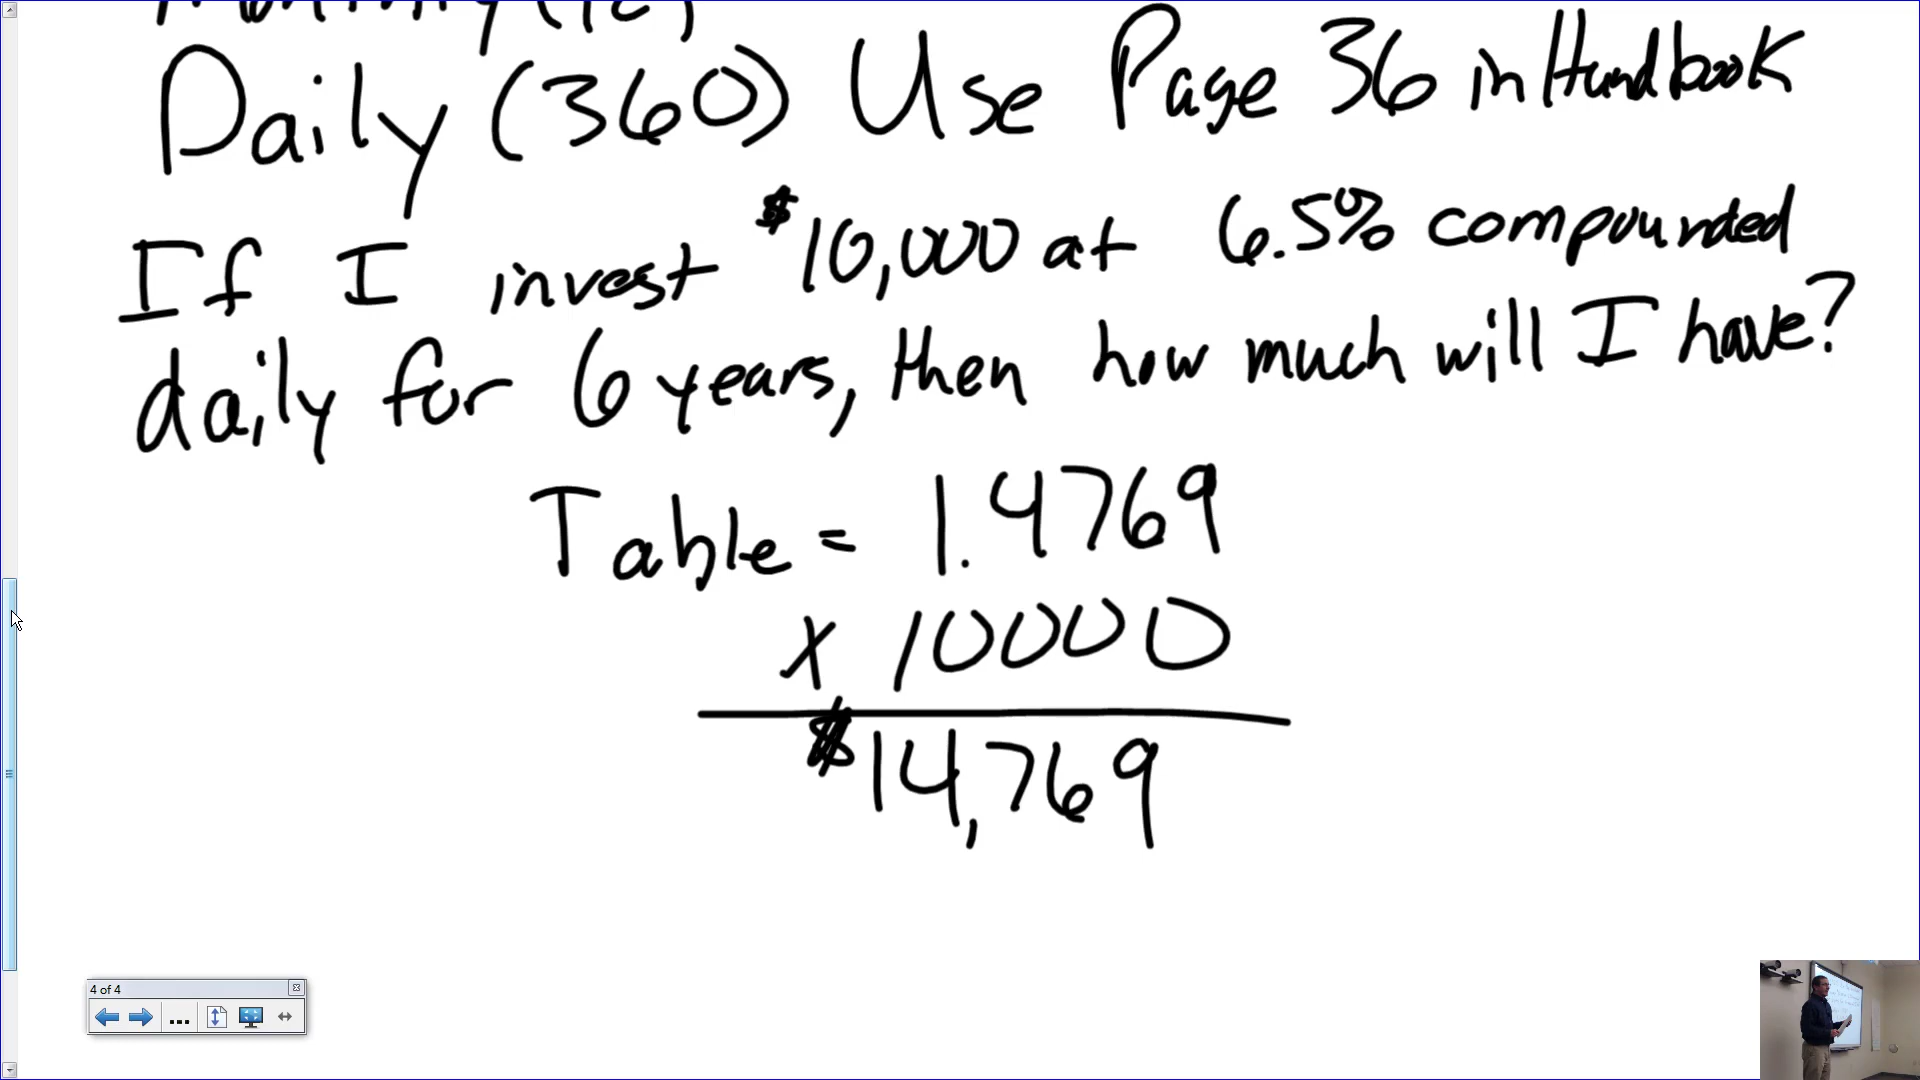 Daily (360) Use Page 36 in Handbook
If I invest $10,000 at 6.5% compounded
daily for 6 years, then how much will I have?
Table = 1.4769
x 10000
$14,769
4 of 4